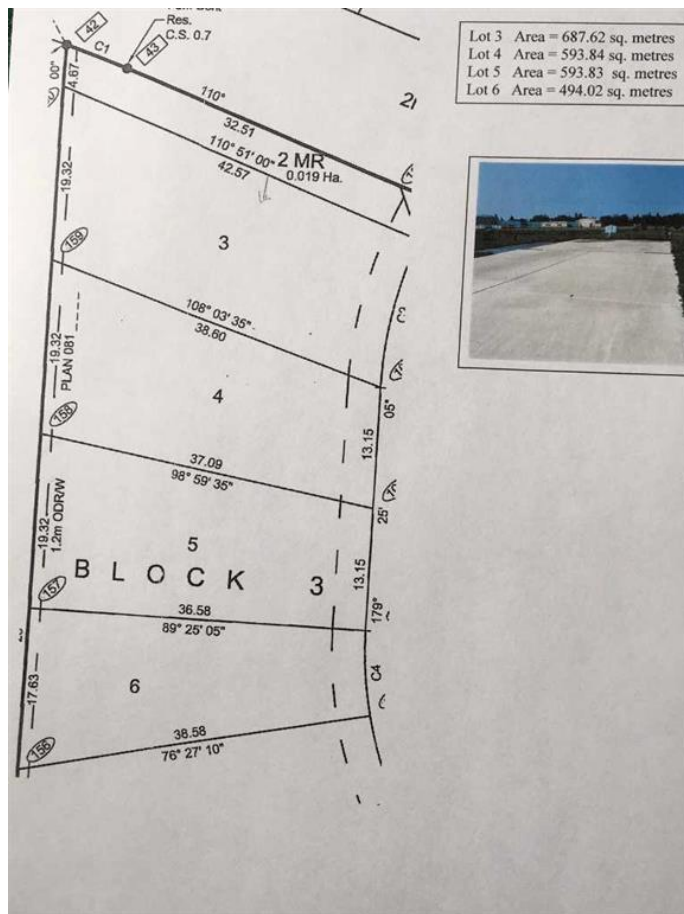 Res.
C.S. 0.7
42
C1
43
00"
4.67
110°
32.51
110° 51' 00"
42.57
2 MR
0.019 Ha.
19.32
3
159
108° 03' 35"
38.60
C3
19.32
PLAN 081
4
05"
158
37.09
98° 59' 35"
13.15
25'
19.32
1.2m ODR/W
5
BLOCK 3
13.15
157
36.58
89° 25' 05"
179°
6
C4
17.63
38.58
76° 27' 10"
156
Lot 3 Area = 687.62 sq. metres
Lot 4 Area = 593.84 sq. metres
Lot 5 Area = 593.83 sq. metres
Lot 6 Area = 494.02 sq. metres